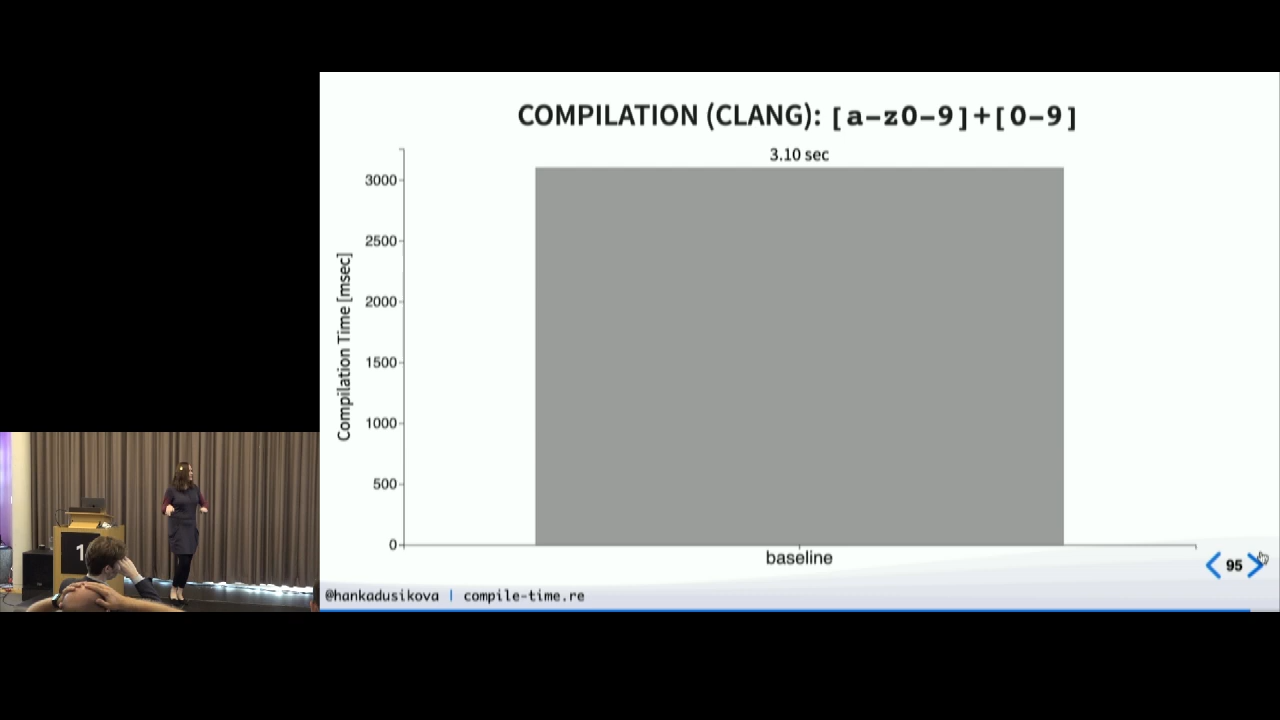 COMPILATION (CLANG): [a-z0-9]+[0-9]
3.10 sec
Compilation Time [msec]
3000
2500
2000
1500
1000
500
0
baseline
95
@hankadusikova | compile-time.re
1